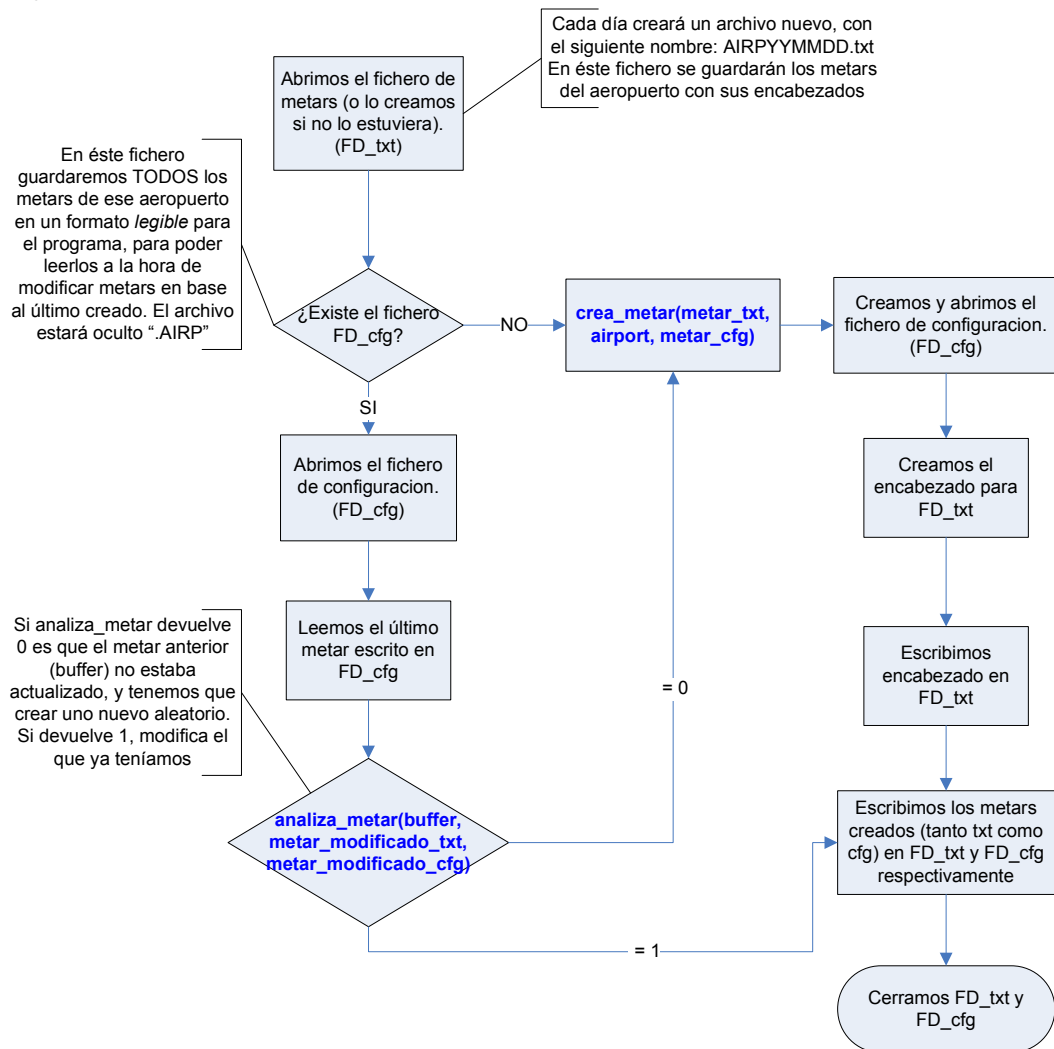 Cada día creará un archivo nuevo, con
el siguiente nombre: AIRPYYMMDD.txt
En éste fichero se guardarán los metars
del aeropuerto con sus encabezados
Abrimos el fichero de
metars (o lo creamos
si no lo estuviera).
(FD_txt)
En éste fichero
guardaremos TODOS los
metars de ese aeropuerto
en un formato legible para
el programa, para poder
leerlos a la hora de
modificar metars en base
al último creado. El archivo
estará oculto “.AIRP”
¿Existe el fichero
FD_cfg?
NO
crea_metar(metar_txt,
airport, metar_cfg)
Creamos y abrimos el
fichero de configuracion.
(FD_cfg)
SI
Abrimos el fichero
de configuracion.
(FD_cfg)
Creamos el
encabezado para
FD_txt
Leemos el último
metar escrito en
FD_cfg
Escribimos
encabezado en
FD_txt
Si analiza_metar devuelve
0 es que el metar anterior
(buffer) no estaba
actualizado, y tenemos que
crear uno nuevo aleatorio.
Si devuelve 1, modifica el
que ya teníamos
= 0
analiza_metar(buffer,
metar_modificado_txt,
metar_modificado_cfg)
Escribimos los metars
creados (tanto txt como
cfg) en FD_txt y FD_cfg
respectivamente
= 1
Cerramos FD_txt y
FD_cfg